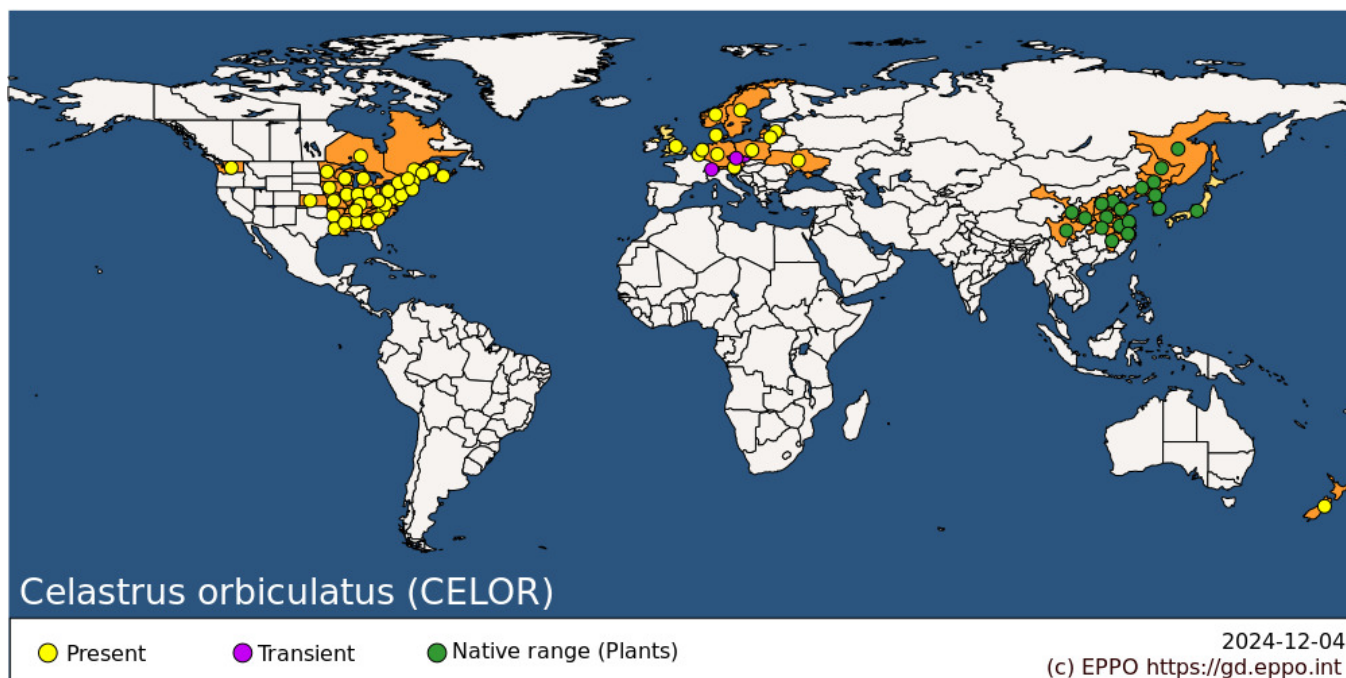 Celastrus orbiculatus (CELOR)
Present
Transient
Native range (Plants)
2024-12-04
(c) EPPO https://gd.eppo.int